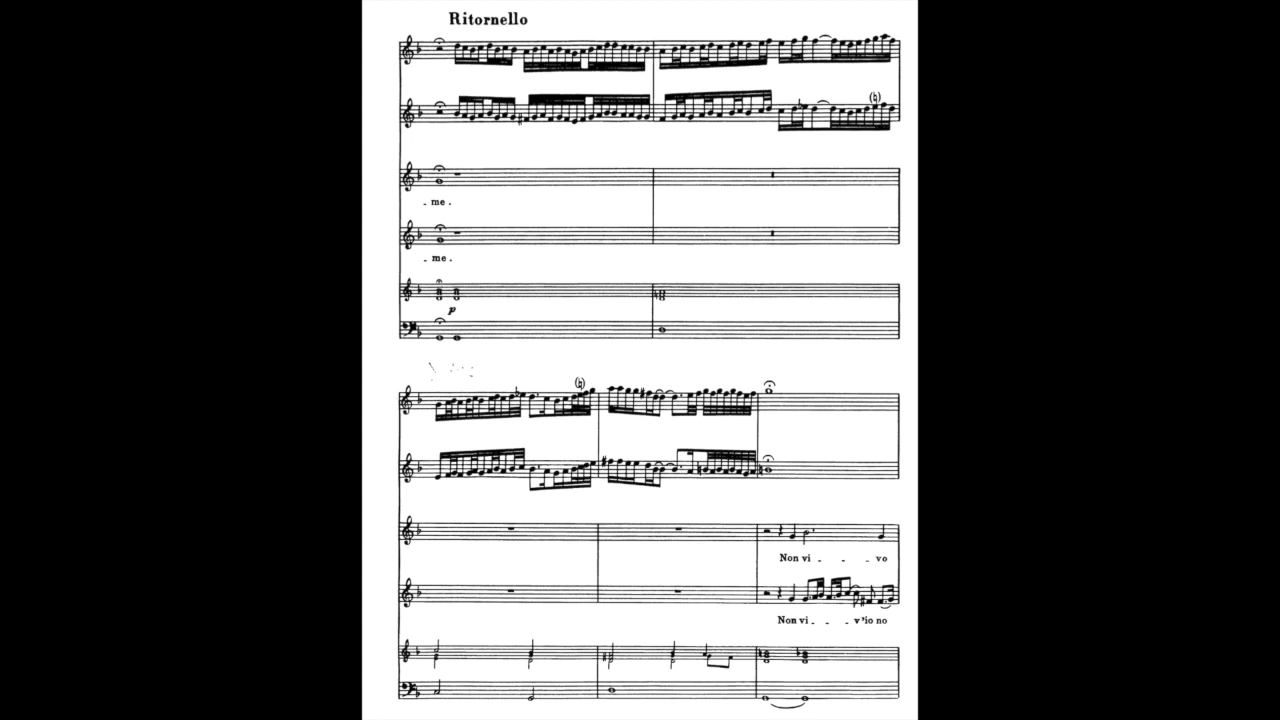 Ritornello
(♮)
- me.
- me.
p
(♮)
Non vi - - - vo
Non vi - - - v'io no